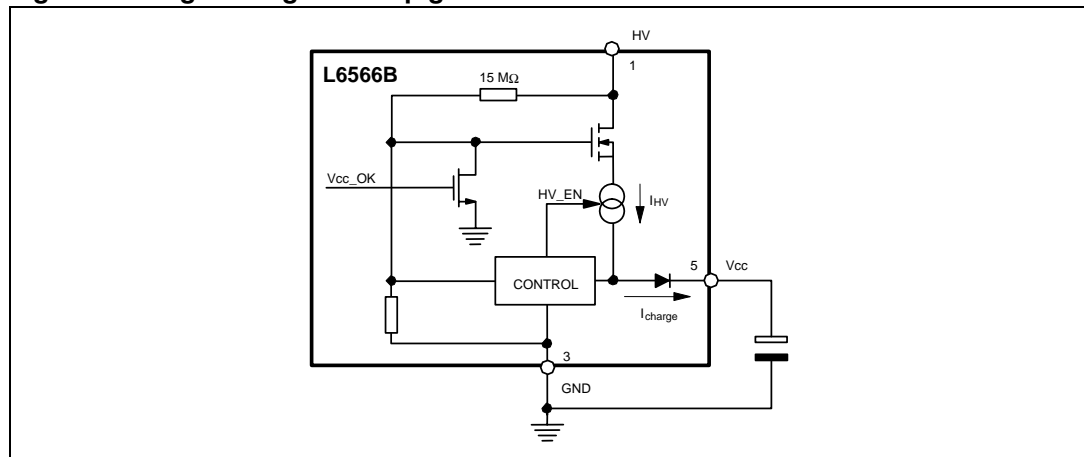 HV
1
L6566B
15 MΩ
Vcc_OK
HV_EN
IHV
CONTROL
5
Vcc
Icharge
3
GND